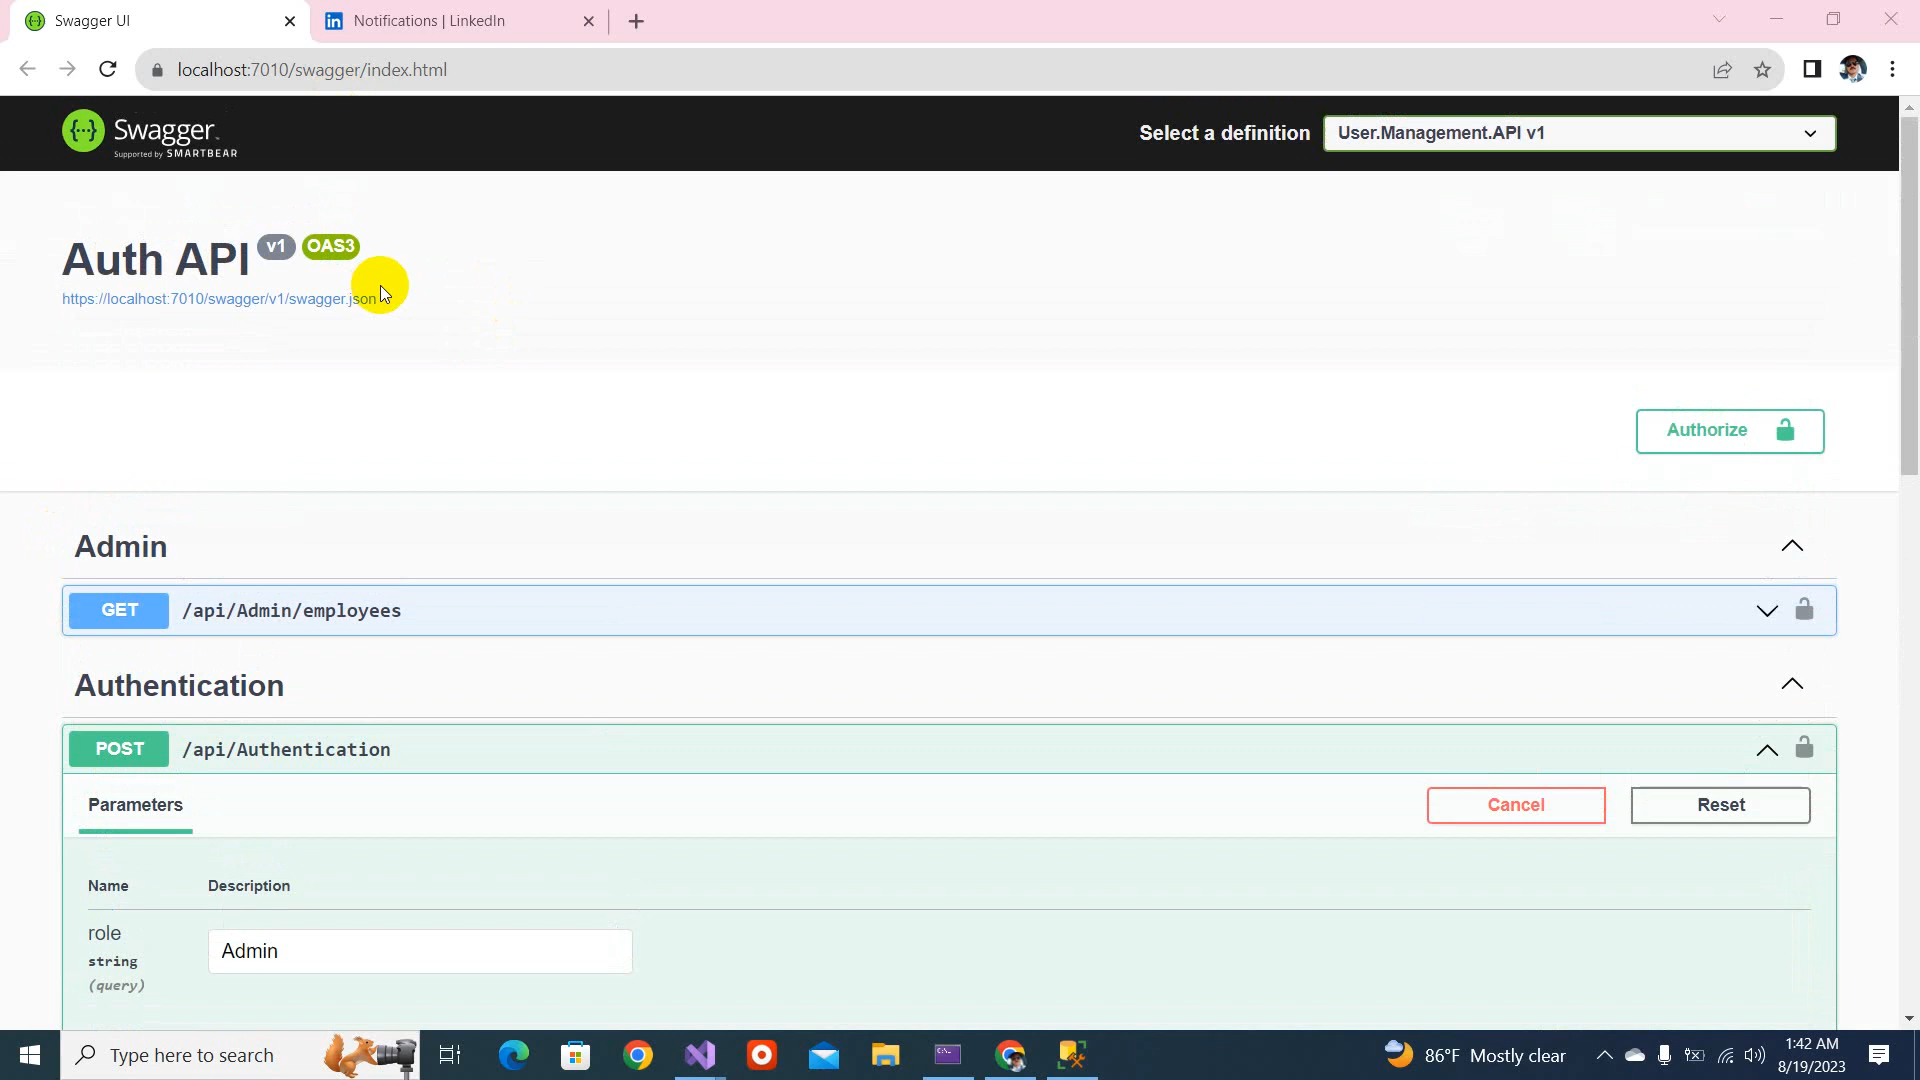 Swagger UI
Notifications | LinkedIn
localhost:7010/swagger/index.html
Swagger
Supported by SMARTBEAR
Select a definition
User.Management.API v1
Auth API v1 OAS3
https://localhost:7010/swagger/v1/swagger.json
Authorize
Admin
GET /api/Admin/employees
Authentication
POST /api/Authentication
Parameters
Cancel
Reset
Name Description
role
string
(query)
Admin
Type here to search
86°F Mostly clear
1:42 AM
8/19/2023